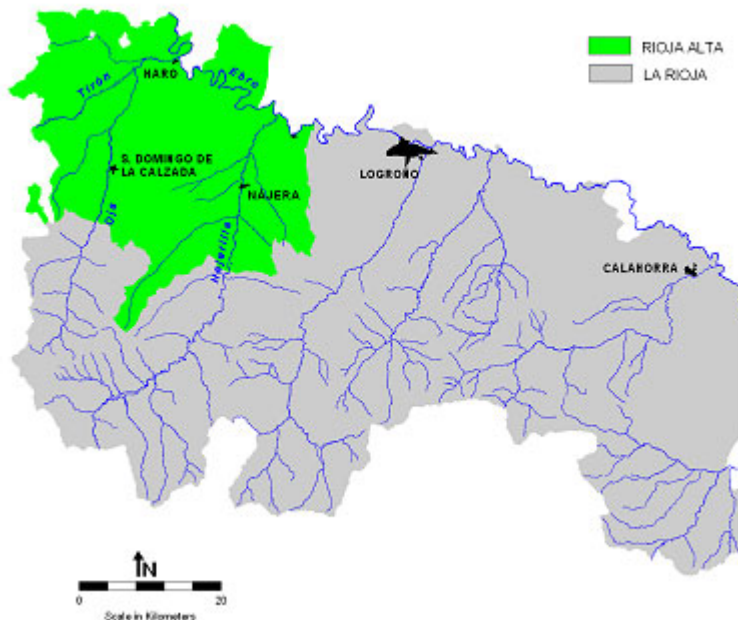 RIOJA ALTA
LA RIOJA
HARO
Ebro
Tirón
S. DOMINGO DE
LA CALZADA
NAJERA
LOGROÑO
Oja
Najerilla
CALAHORRA
N
0 20
Scale in Kilometers